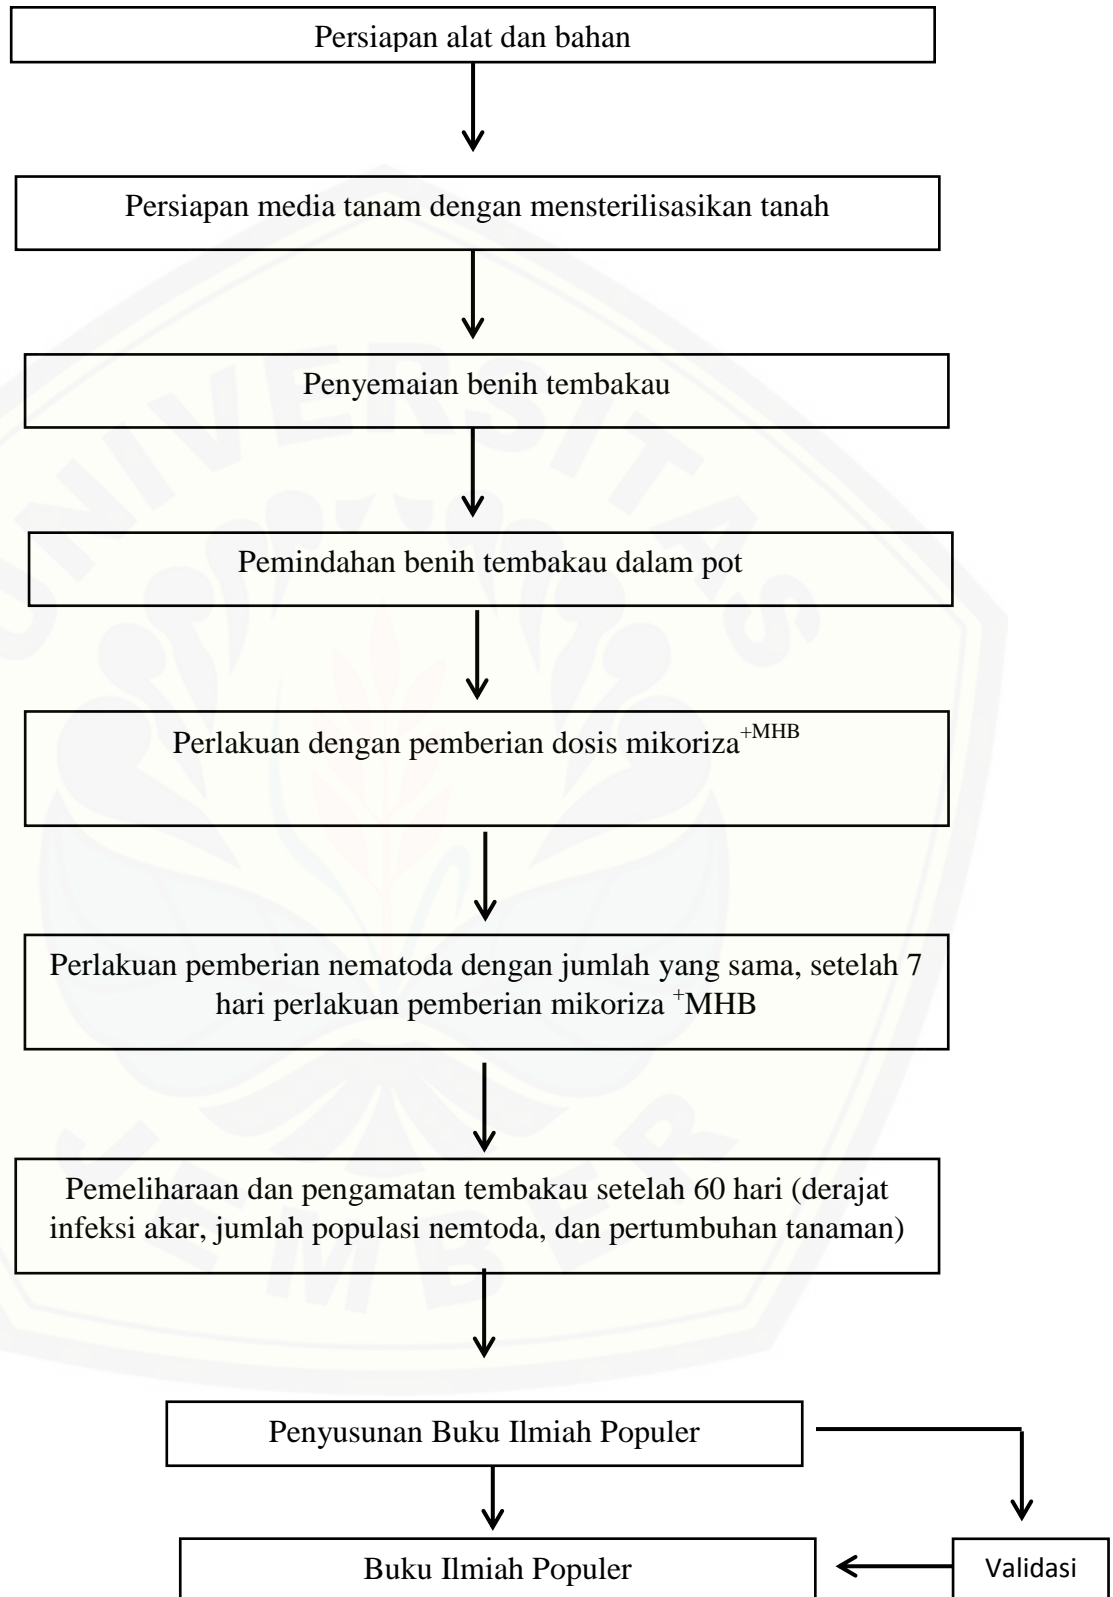 Persiapan alat dan bahan
Persiapan media tanam dengan mensterilisasikan tanah
Penyemaian benih tembakau
Pemindahan benih tembakau dalam pot
Perlakuan dengan pemberian dosis mikoriza⁺ᴹᴴᴮ
Perlakuan pemberian nematoda dengan jumlah yang sama, setelah 7
hari perlakuan pemberian mikoriza ⁺MHB
Pemeliharaan dan pengamatan tembakau setelah 60 hari (derajat
infeksi akar, jumlah populasi nemtoda, dan pertumbuhan tanaman)
Penyusunan Buku Ilmiah Populer
Buku Ilmiah Populer
Validasi
UNIVERSITAS
JEMBER